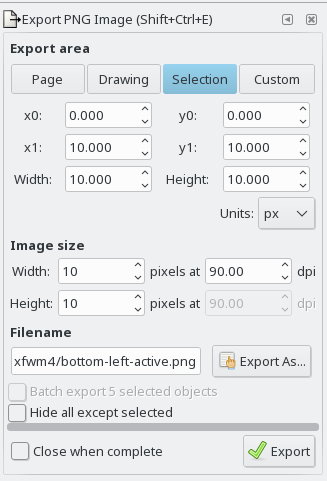 Export PNG Image (Shift+Ctrl+E)
Export area
Page Drawing Selection Custom
x0: 0.000 y0: 0.000
x1: 10.000 y1: 10.000
Width: 10.000 Height: 10.000
Units: px
Image size
Width: 10 pixels at 90.00 dpi
Height: 10 pixels at 90.00 dpi
Filename
xfwm4/bottom-left-active.png Export As...
Batch export 5 selected objects
Hide all except selected
Close when complete Export